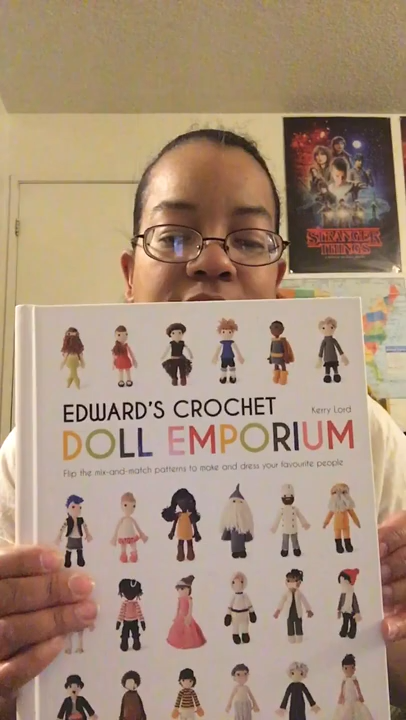 STRANGER
THINGS
EDWARD'S CROCHET
Kerry Lord
DOLL EMPORIUM
Flip the mix-and-match patterns to make and dress your favourite people